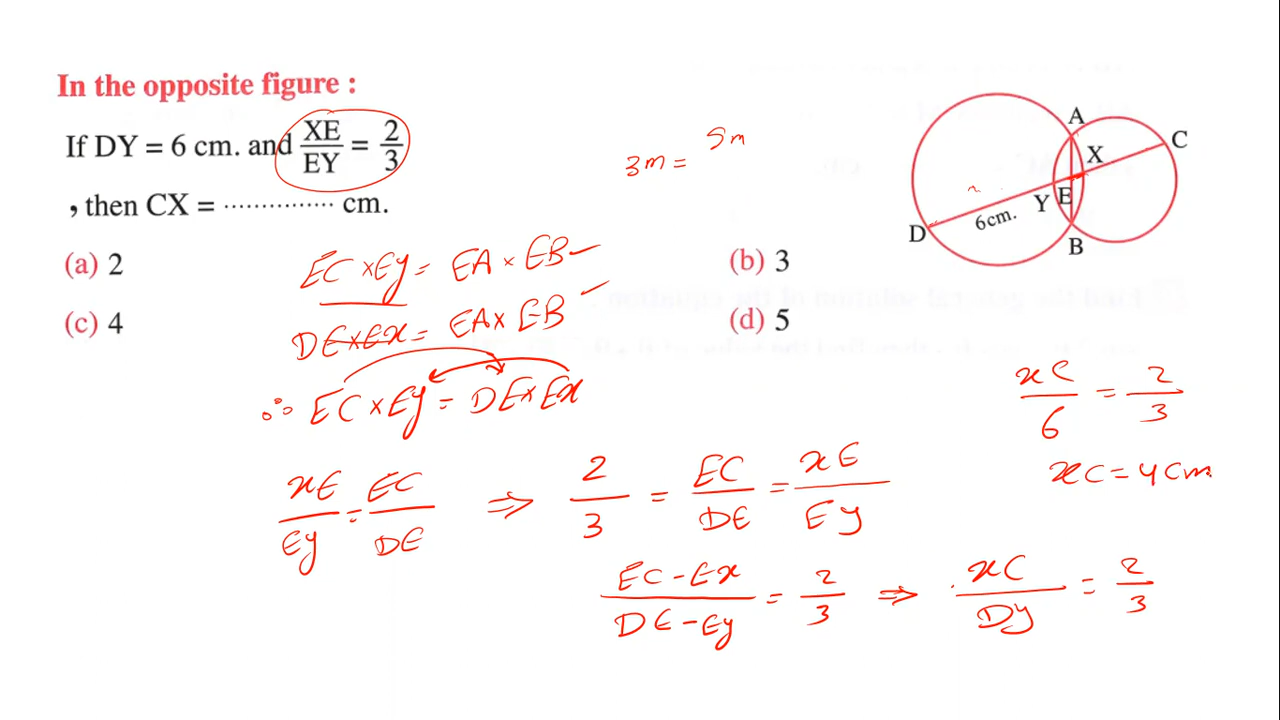 In the opposite figure :
If DY = 6 cm. and XE/EY = 2/3
, then CX = ............... cm.
(a) 2
(b) 3
(c) 4
(d) 5
A
X
C
Y
E
D
6cm.
B
3m = 5m
EC × Ey = EA × EB
DE × Ex = EA × EB
∴ EC × Ey = DE × Ex
xE/Ey = EC/DE ⇒ 2/3 = EC/DE = xE/Ey
EC - Ex/DE - Ey = 2/3 ⇒ xC/Dy = 2/3
xC/6 = 2/3
xC = 4 cm